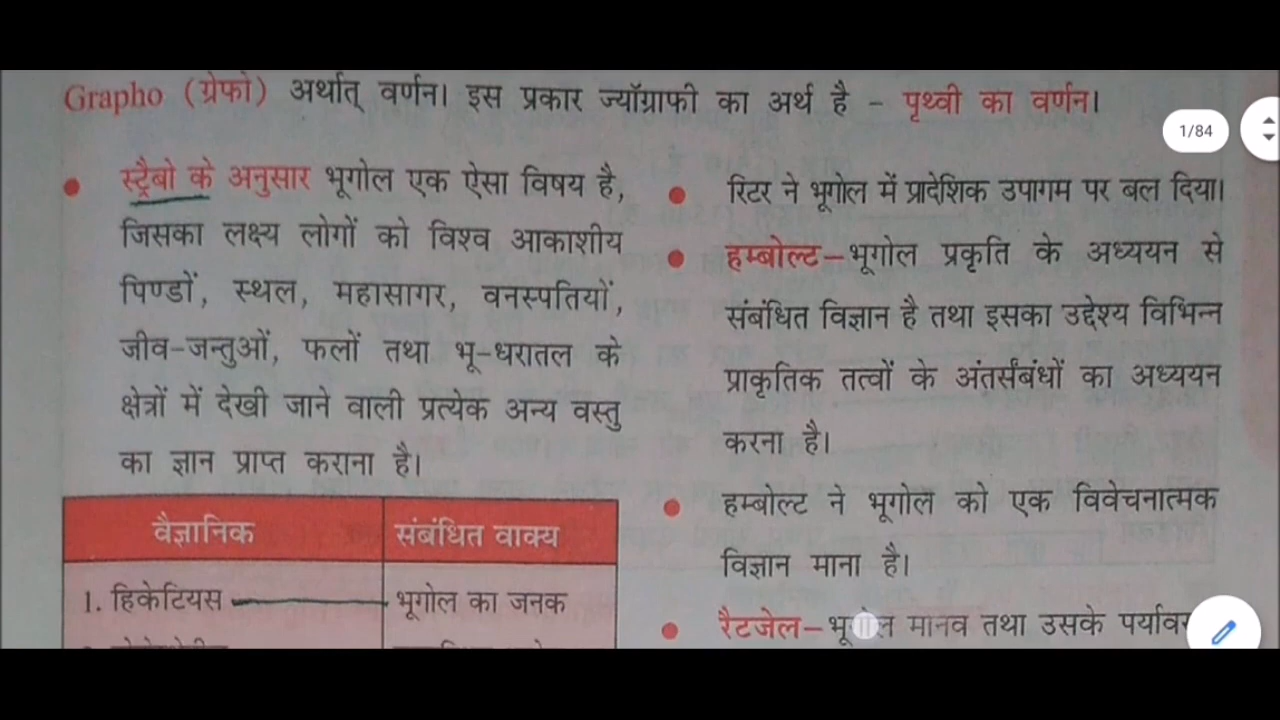 Grapho (ग्रेफो) अर्थात् वर्णन। इस प्रकार ज्यॉग्राफी का अर्थ है - पृथ्वी का वर्णन।
1/84
स्ट्रैबो के अनुसार भूगोल एक ऐसा विषय है,
जिसका लक्ष्य लोगों को विश्व आकाशीय
पिण्डों, स्थल, महासागर, वनस्पतियों,
जीव-जन्तुओं, फलों तथा भू-धरातल के
क्षेत्रों में देखी जाने वाली प्रत्येक अन्य वस्तु
का ज्ञान प्राप्त कराना है।
वैज्ञानिक संबंधित वाक्य
1. हिकेटियस भूगोल का जनक
रिटर ने भूगोल में प्रादेशिक उपागम पर बल दिया।
हम्बोल्ट-भूगोल प्रकृति के अध्ययन से
संबंधित विज्ञान है तथा इसका उद्देश्य विभिन्न
प्राकृतिक तत्वों के अंतर्संबंधों का अध्ययन
करना है।
हम्बोल्ट ने भूगोल को एक विवेचनात्मक
विज्ञान माना है।
रैटजेल-भूगोल मानव तथा उसके